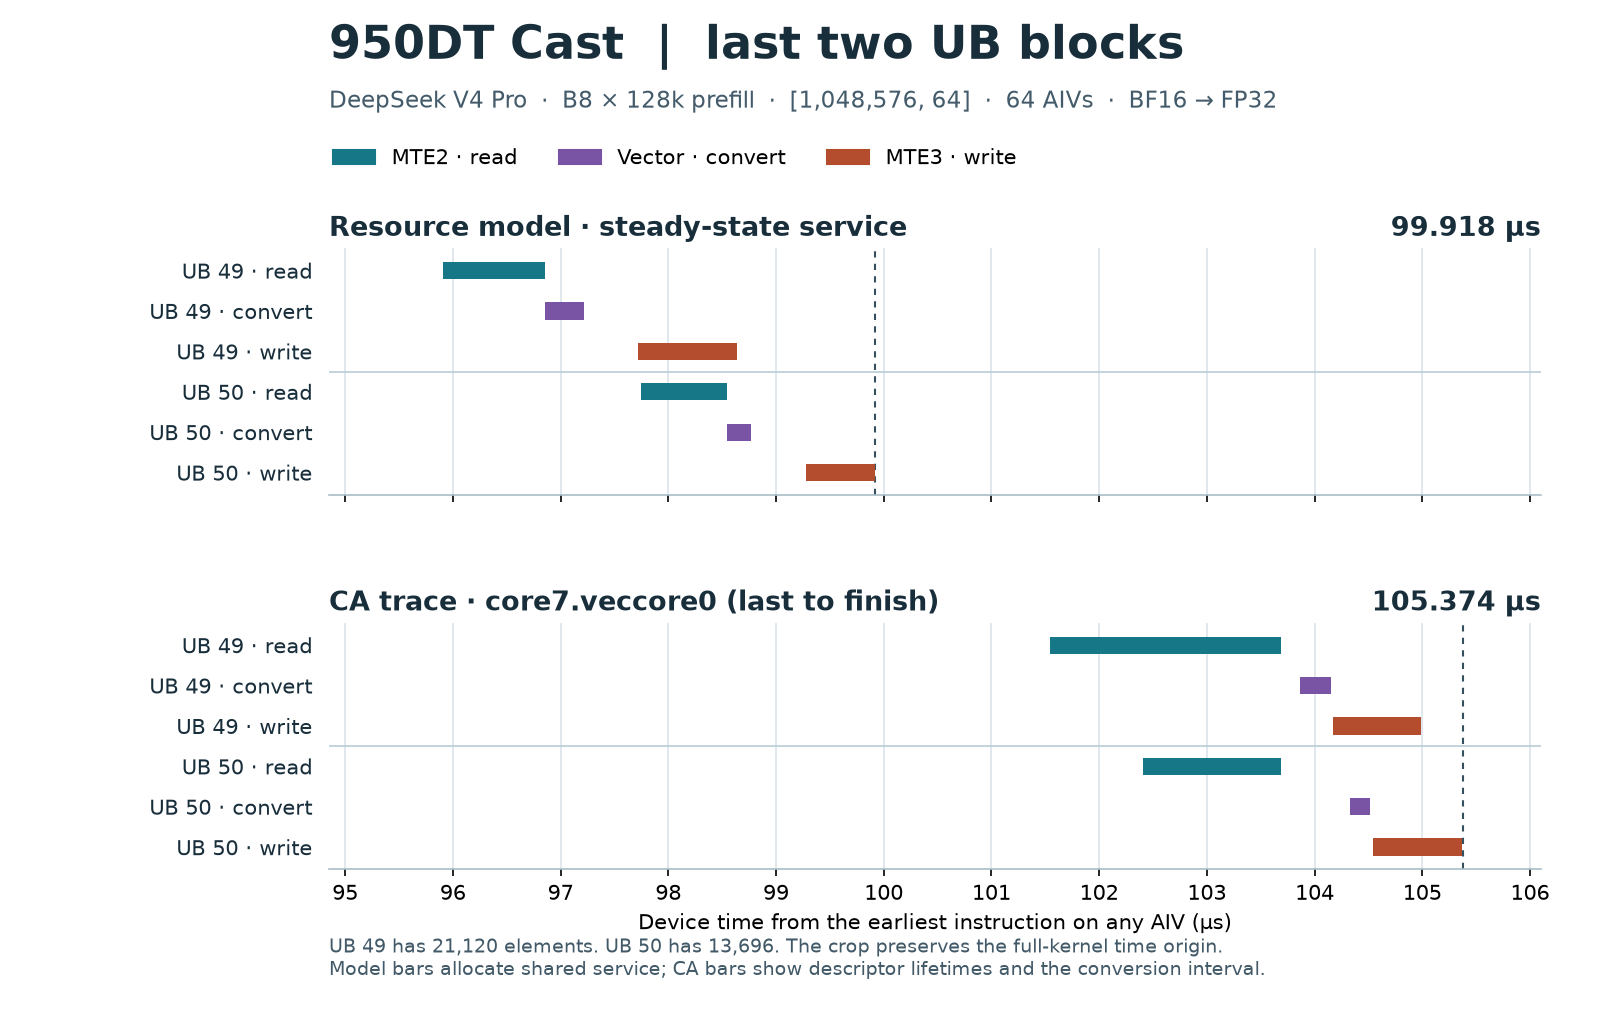 950DT Cast | last two UB blocks
DeepSeek V4 Pro · B8 × 128k prefill · [1,048,576, 64] · 64 AIVs · BF16 → FP32
MTE2 · read
Vector · convert
MTE3 · write
Resource model · steady-state service
99.918 µs
UB 49 · read
UB 49 · convert
UB 49 · write
UB 50 · read
UB 50 · convert
UB 50 · write
CA trace · core7.veccore0 (last to finish)
105.374 µs
UB 49 · read
UB 49 · convert
UB 49 · write
UB 50 · read
UB 50 · convert
UB 50 · write
95 96 97 98 99 100 101 102 103 104 105 106
Device time from the earliest instruction on any AIV (µs)
UB 49 has 21,120 elements. UB 50 has 13,696. The crop preserves the full-kernel time origin.
Model bars allocate shared service; CA bars show descriptor lifetimes and the conversion interval.